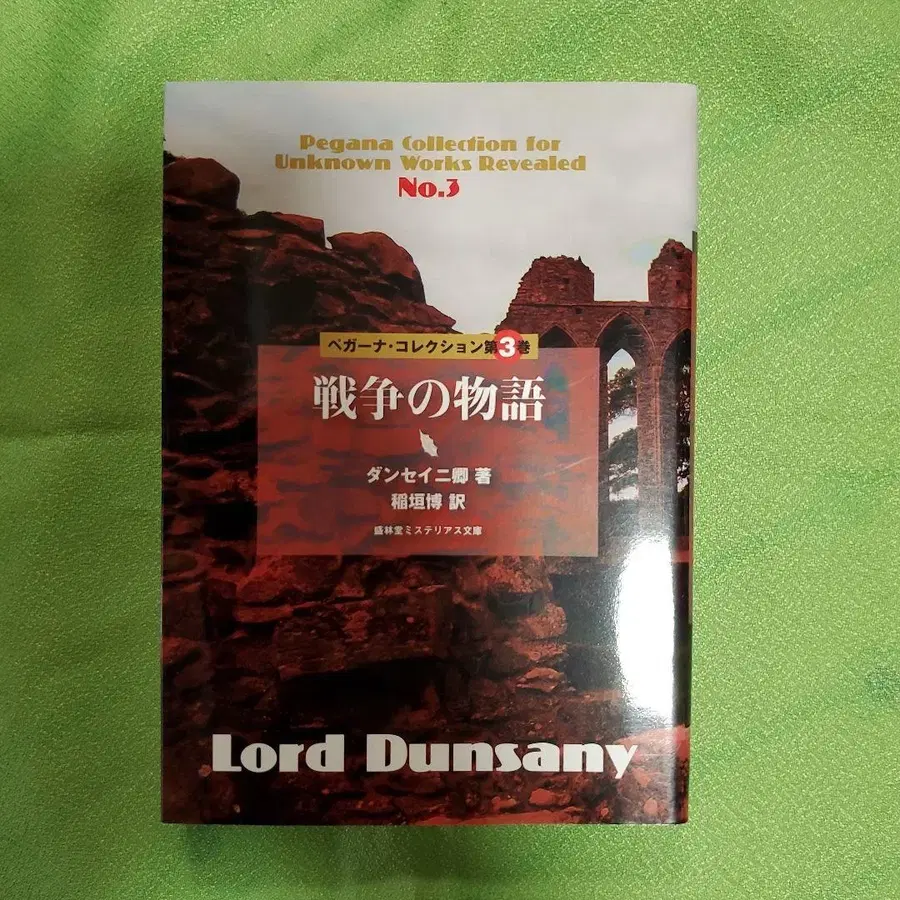 Pegana Collection for
Unknown Works Revealed
No.3
ペガーナ・コレクション第3巻
戦争の物語
ダンセイニ卿 著
稲垣博 訳
盛林堂ミステリアス文庫
Lord Dunsany